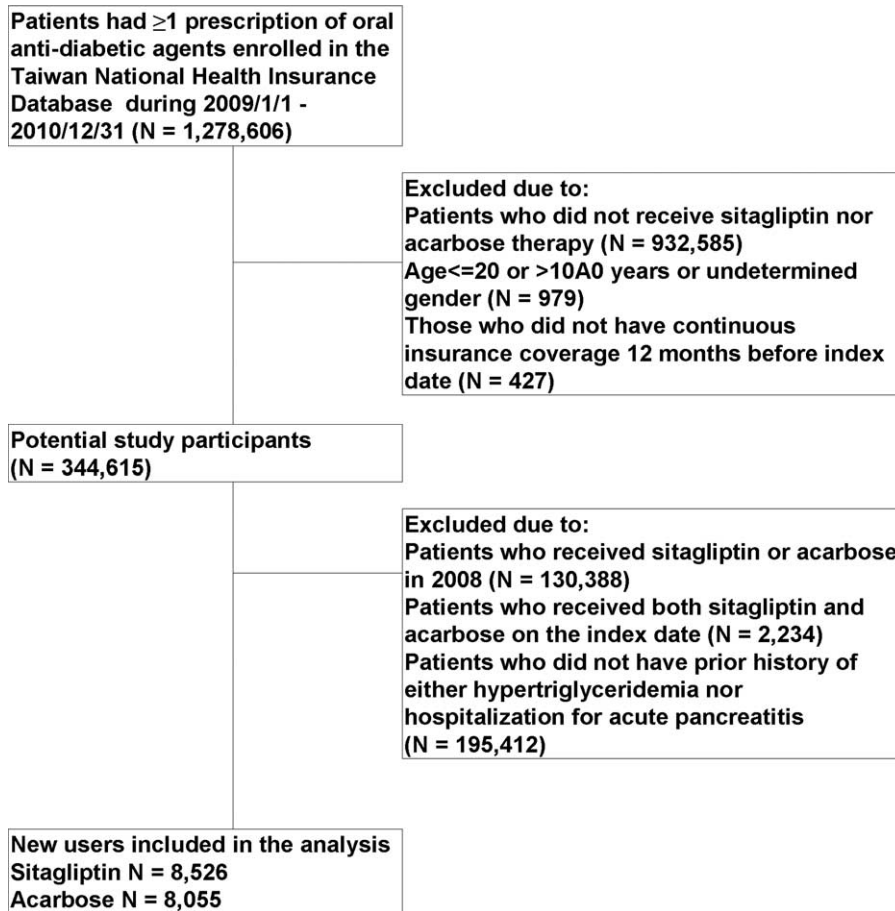 Patients had ≥1 prescription of oral
anti-diabetic agents enrolled in the
Taiwan National Health Insurance
Database during 2009/1/1 -
2010/12/31 (N = 1,278,606)
Excluded due to:
Patients who did not receive sitagliptin nor
acarbose therapy (N = 932,585)
Age<=20 or >10A0 years or undetermined
gender (N = 979)
Those who did not have continuous
insurance coverage 12 months before index
date (N = 427)
Potential study participants
(N = 344,615)
Excluded due to:
Patients who received sitagliptin or acarbose
in 2008 (N = 130,388)
Patients who received both sitagliptin and
acarbose on the index date (N = 2,234)
Patients who did not have prior history of
either hypertriglyceridemia nor
hospitalization for acute pancreatitis
(N = 195,412)
New users included in the analysis
Sitagliptin N = 8,526
Acarbose N = 8,055